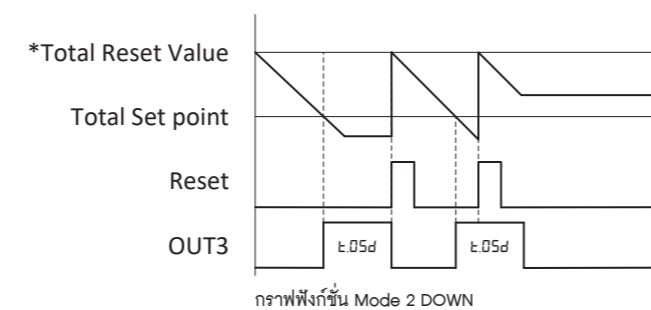 *Total Reset Value
Total Set point
Reset
OUT3
t.05d
t.05d
กราฟฟังก์ชั่น Mode 2 DOWN